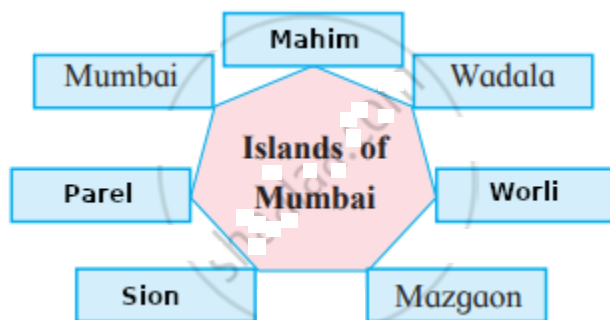 Mahim
Mumbai
Wadala
Islands of
Mumbai
Parel
Worli
Sion
Mazgaon